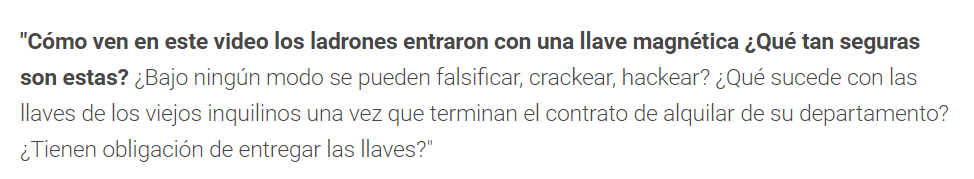 "Cómo ven en este video los ladrones entraron con una llave magnética ¿Qué tan seguras
son estas? ¿Bajo ningún modo se pueden falsificar, crackear, hackear? ¿Qué sucede con las
llaves de los viejos inquilinos una vez que terminan el contrato de alquilar de su departamento?
¿Tienen obligación de entregar las llaves?"